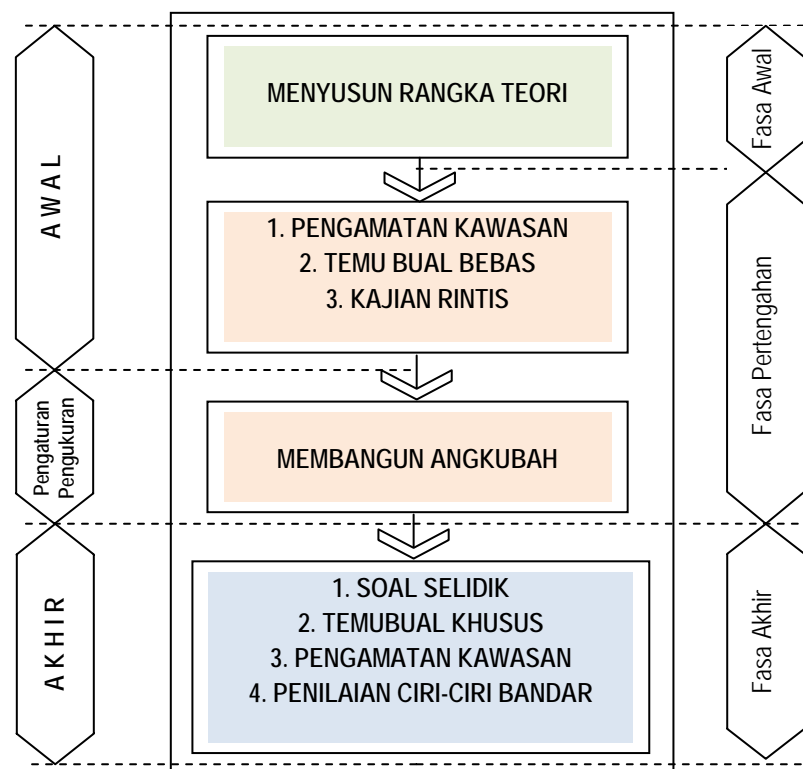 MENYUSUN RANGKA TEORI
1. PENGAMATAN KAWASAN
2. TEMU BUAL BEBAS
3. KAJIAN RINTIS
MEMBANGUN ANGKUBAH
1. SOAL SELIDIK
2. TEMUBUAL KHUSUS
3. PENGAMATAN KAWASAN
4. PENILAIAN CIRI-CIRI BANDAR
AWAL
Pengaturan
Pengukuran
AKHIR
Fasa Awal
Fasa Pertengahan
Fasa Akhir